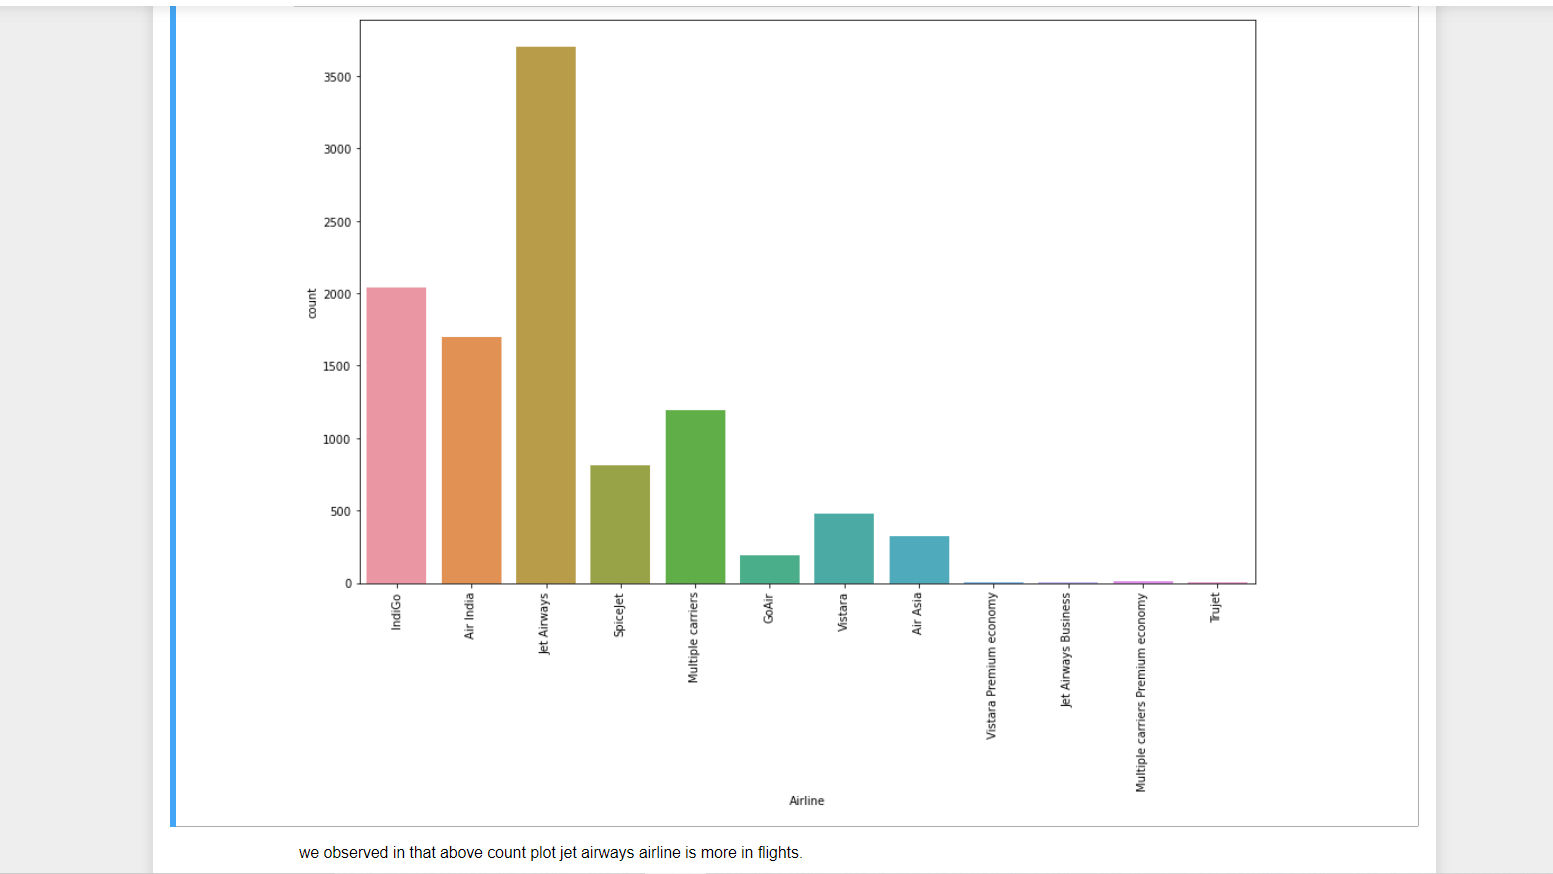 3500
3000
2500
2000
1500
1000
500
0
count
IndiGo
Air India
Jet Airways
SpiceJet
Multiple carriers
GoAir
Vistara
Air Asia
Vistara Premium economy
Jet Airways Business
Multiple carriers Premium economy
Trujet
Airline
we observed in that above count plot jet airways airline is more in flights.